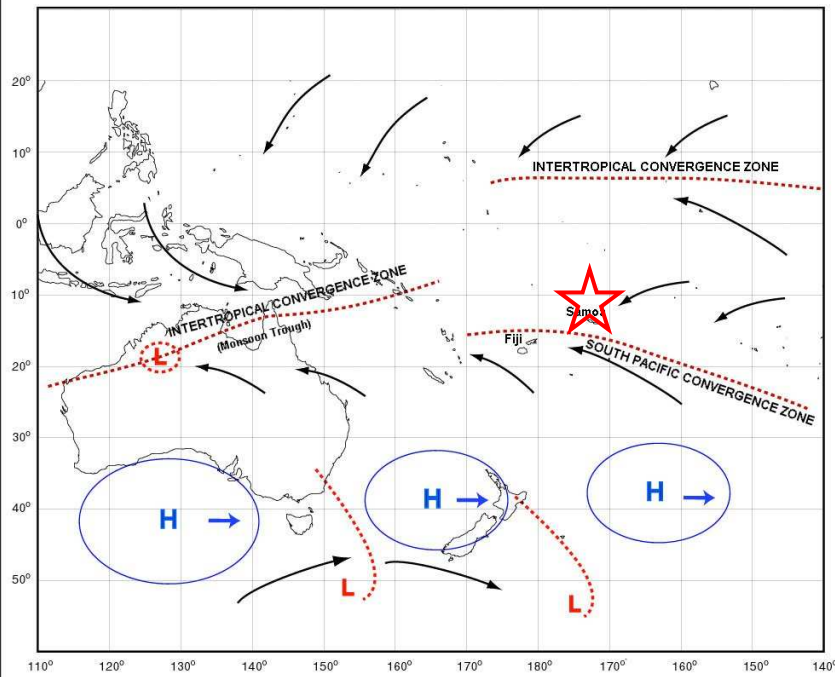 20°
10°
INTERTROPICAL CONVERGENCE ZONE
0°
INTERTROPICAL CONVERGENCE ZONE
(Monsoon Trough)
10°
Samoa
Fiji
L
20°
SOUTH PACIFIC CONVERGENCE ZONE
30°
H
H
H
40°
50°
L
L
110°
120°
130°
140°
150°
160°
170°
180°
170°
160°
150°
140°